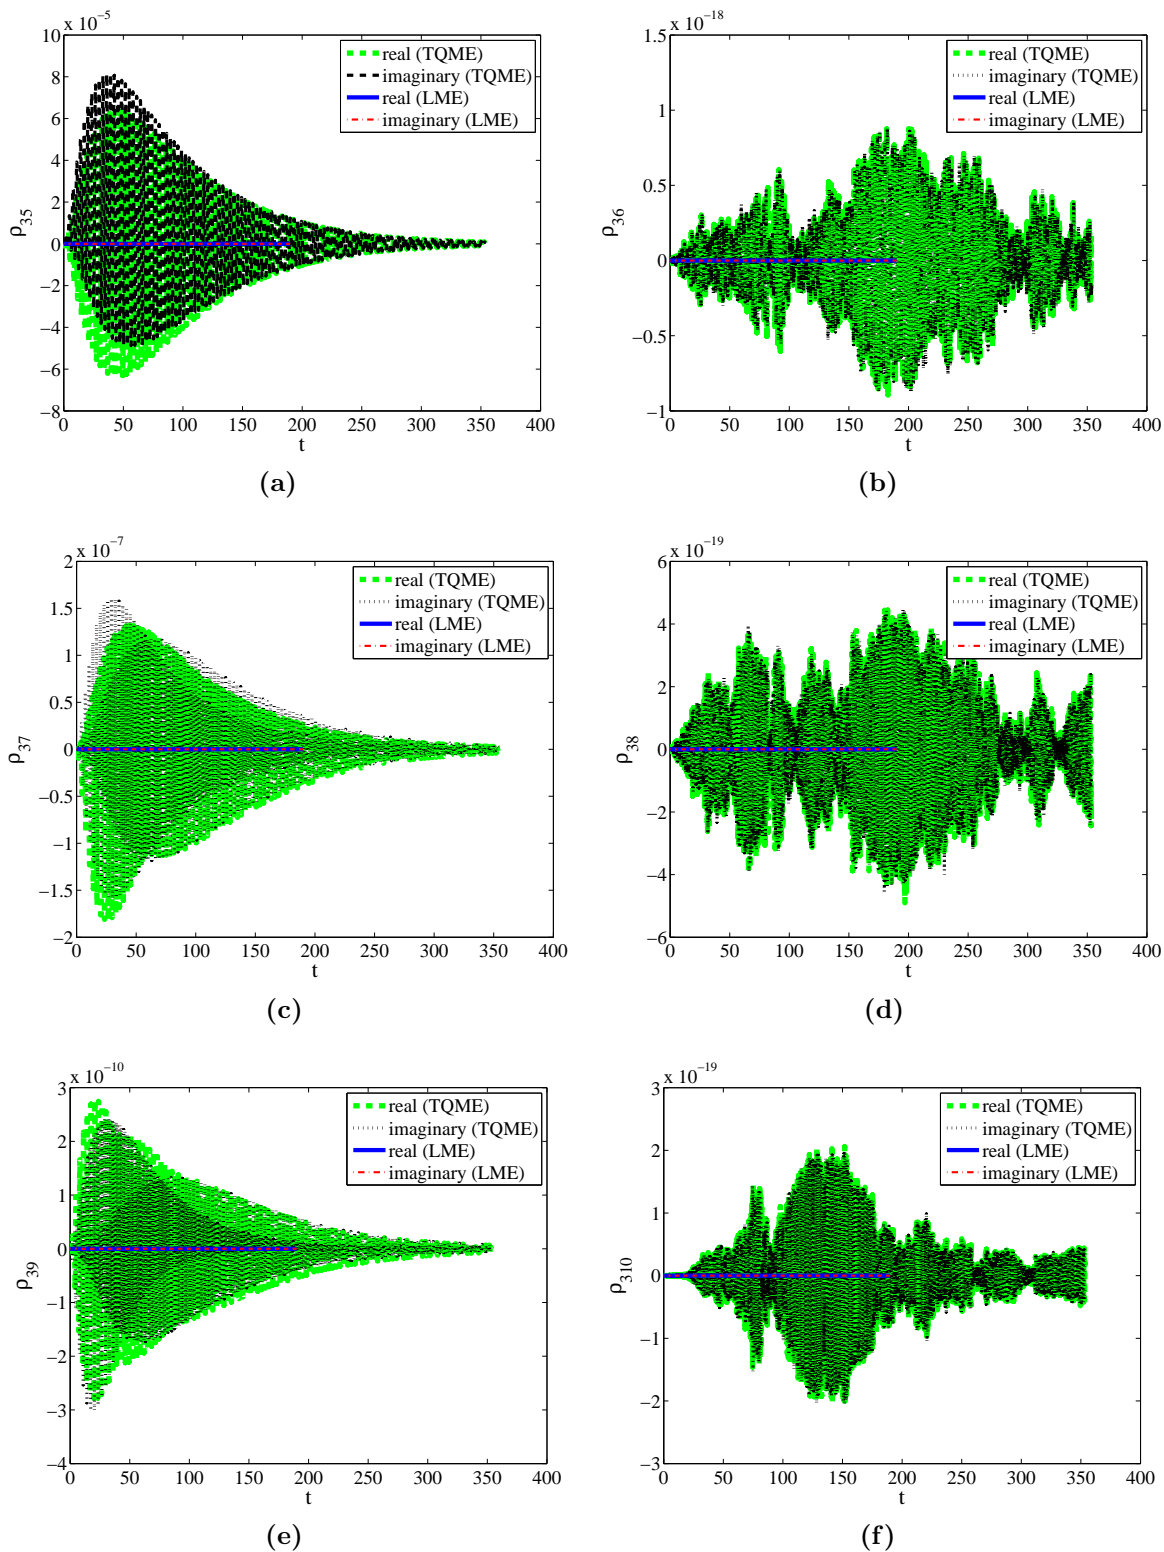 x 10⁻⁵
10
8
6
4
2
0
−2
−4
−6
−8
0 50 100 150 200 250 300 350 400
t
ρ₃₅
real (TQME)
imaginary (TQME)
real (LME)
imaginary (LME)
(a)
x 10⁻¹⁸
1.5
1
0.5
0
−0.5
−1
0 50 100 150 200 250 300 350 400
t
ρ₃₆
real (TQME)
imaginary (TQME)
real (LME)
imaginary (LME)
(b)
x 10⁻⁷
2
1.5
1
0.5
0
−0.5
−1
−1.5
−2
0 50 100 150 200 250 300 350 400
t
ρ₃₇
real (TQME)
imaginary (TQME)
real (LME)
imaginary (LME)
(c)
x 10⁻¹⁹
6
4
2
0
−2
−4
−6
0 50 100 150 200 250 300 350 400
t
ρ₃₈
real (TQME)
imaginary (TQME)
real (LME)
imaginary (LME)
(d)
x 10⁻¹⁰
3
2
1
0
−1
−2
−3
−4
0 50 100 150 200 250 300 350 400
t
ρ₃₉
real (TQME)
imaginary (TQME)
real (LME)
imaginary (LME)
(e)
x 10⁻¹⁹
3
2
1
0
−1
−2
−3
0 50 100 150 200 250 300 350 400
t
ρ₃₁₀
real (TQME)
imaginary (TQME)
real (LME)
imaginary (LME)
(f)